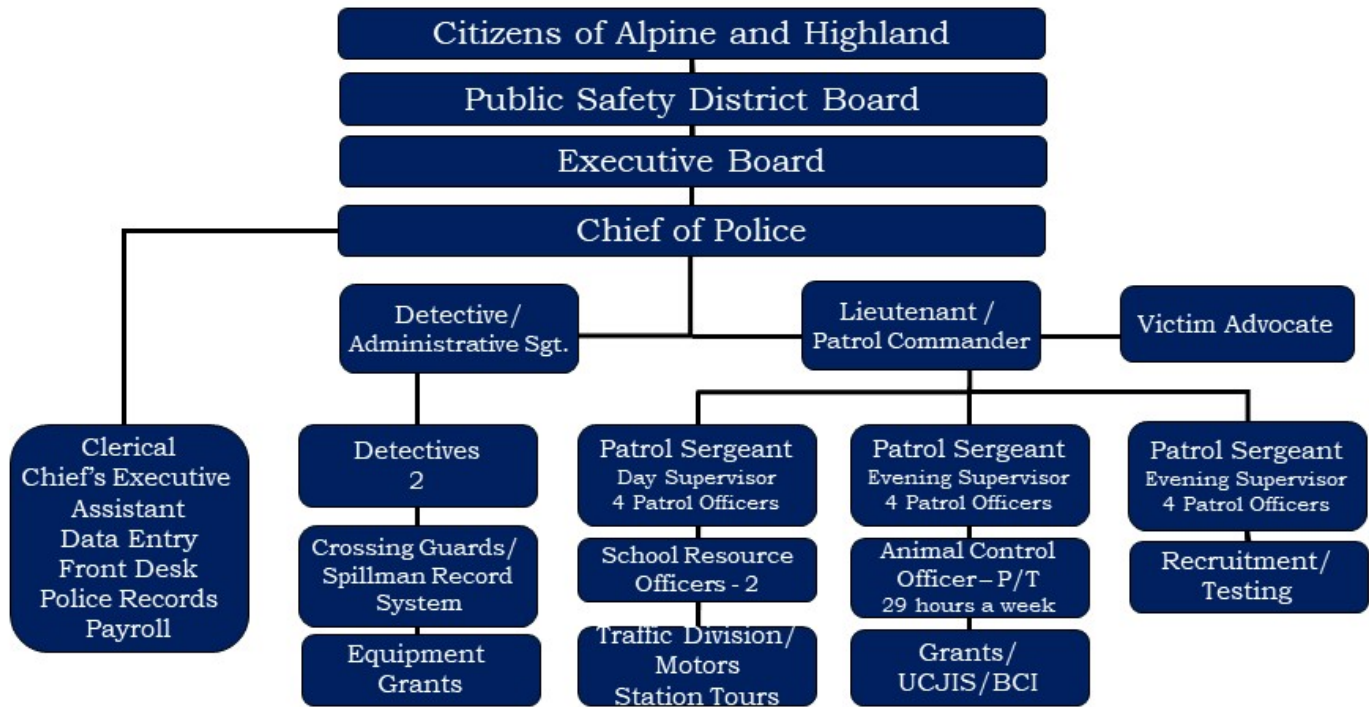 Citizens of Alpine and Highland
Public Safety District Board
Executive Board
Chief of Police
Detective/
Administrative Sgt.
Lieutenant /
Patrol Commander
Victim Advocate
Clerical
Chief's Executive
Assistant
Data Entry
Front Desk
Police Records
Payroll
Detectives
2
Crossing Guards/
Spillman Record
System
Equipment
Grants
Patrol Sergeant
Day Supervisor
4 Patrol Officers
School Resource
Officers - 2
Traffic Division/
Motors
Station Tours
Patrol Sergeant
Evening Supervisor
4 Patrol Officers
Animal Control
Officer– P/T
29 hours a week
Grants/
UCJIS/BCI
Patrol Sergeant
Evening Supervisor
4 Patrol Officers
Recruitment/
Testing